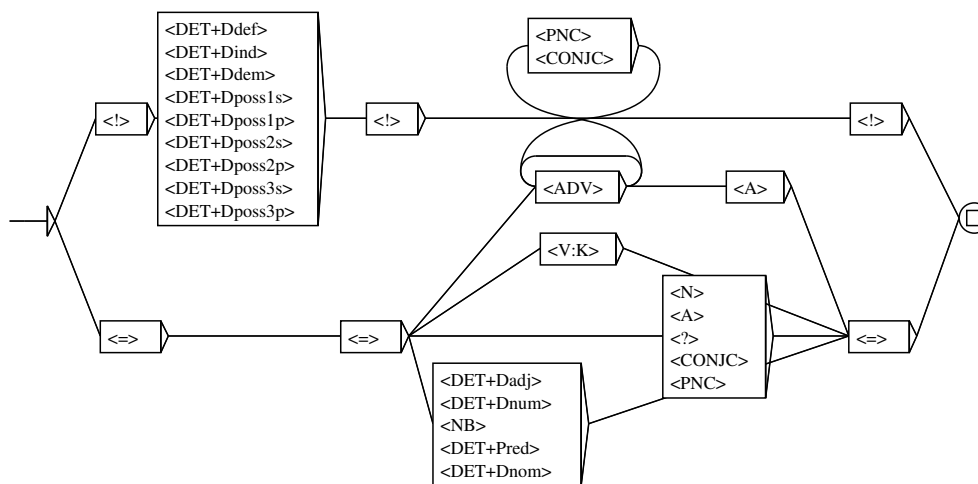 <DET+Ddef>
<DET+Dind>
<DET+Ddem>
<DET+Dposs1s>
<DET+Dposs1p>
<DET+Dposs2s>
<DET+Dposs2p>
<DET+Dposs3s>
<DET+Dposs3p>
<PNC>
<CONJC>
<!>
<!>
<!>
<ADV>
<A>
<V:K>
<N>
<A>
<?>
<CONJC>
<PNC>
<=>
<=>
<=>
<DET+Dadj>
<DET+Dnum>
<NB>
<DET+Pred>
<DET+Dnom>